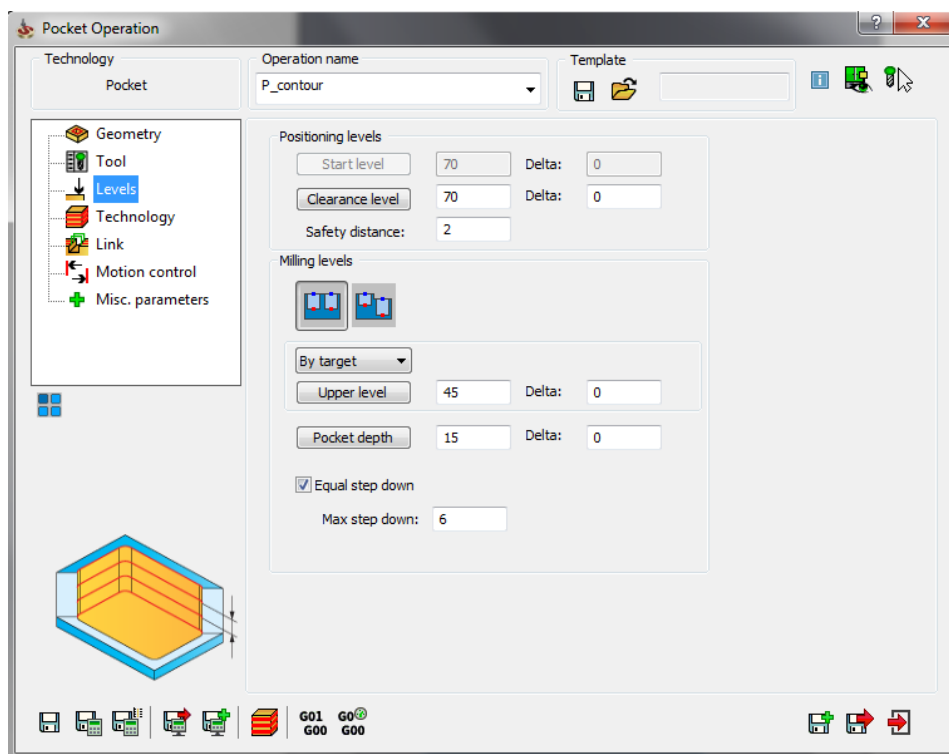 Pocket Operation
?
X
Technology
Pocket
Operation name
P_contour
Template
i
Geometry
Tool
Levels
Technology
Link
Motion control
Misc. parameters
Positioning levels
Start level 70 Delta: 0
Clearance level 70 Delta: 0
Safety distance: 2
Milling levels
By target
Upper level 45 Delta: 0
Pocket depth 15 Delta: 0
Equal step down
Max step down: 6
G01 G00
G00 G00